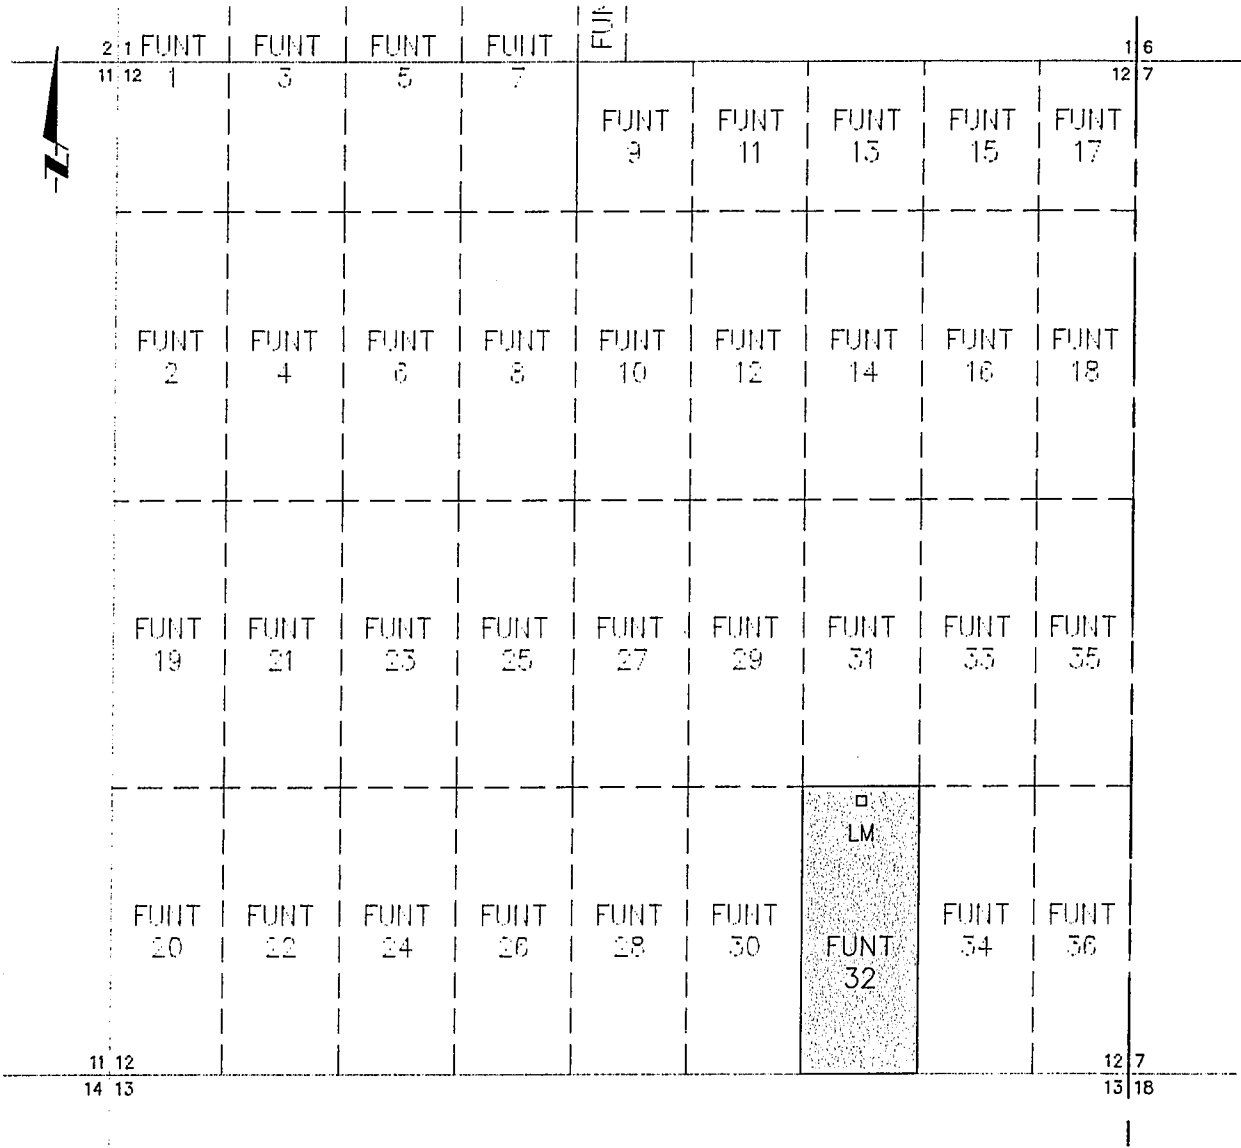 FUN
2 1 FUNT FUNT FUNT FUNT 1 6
11 12 1 3 5 7 12 7
Z
FUNT FUNT FUNT FUNT FUNT
9 11 13 15 17
FUNT FUNT FUNT FUNT FUNT FUNT FUNT FUNT FUNT
2 4 6 8 10 12 14 16 18
FUNT FUNT FUNT FUNT FUNT FUNT FUNT FUNT FUNT
19 21 23 25 27 29 31 33 35
LM
FUNT FUNT FUNT FUNT FUNT FUNT FUNT FUNT FUNT
20 22 24 26 28 30 32 34 36
11 12 12 7
14 13 13 18